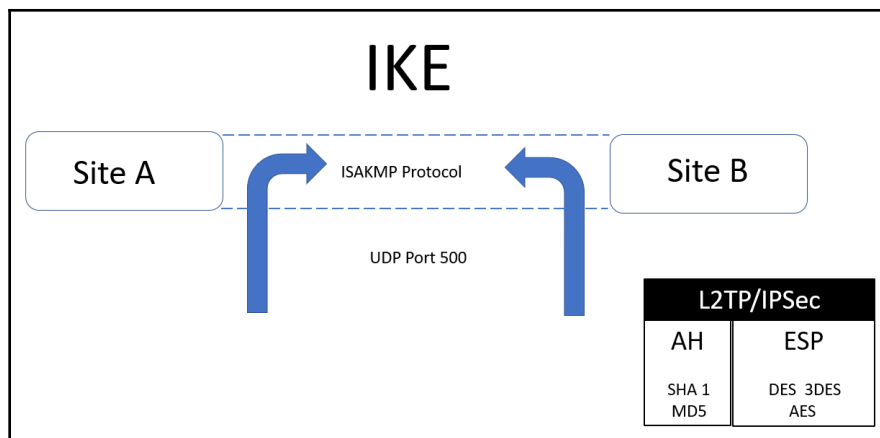 IKE
Site A
ISAKMP Protocol
Site B
UDP Port 500
L2TP/IPSec
AH
ESP
SHA 1
MD5
DES 3DES
AES